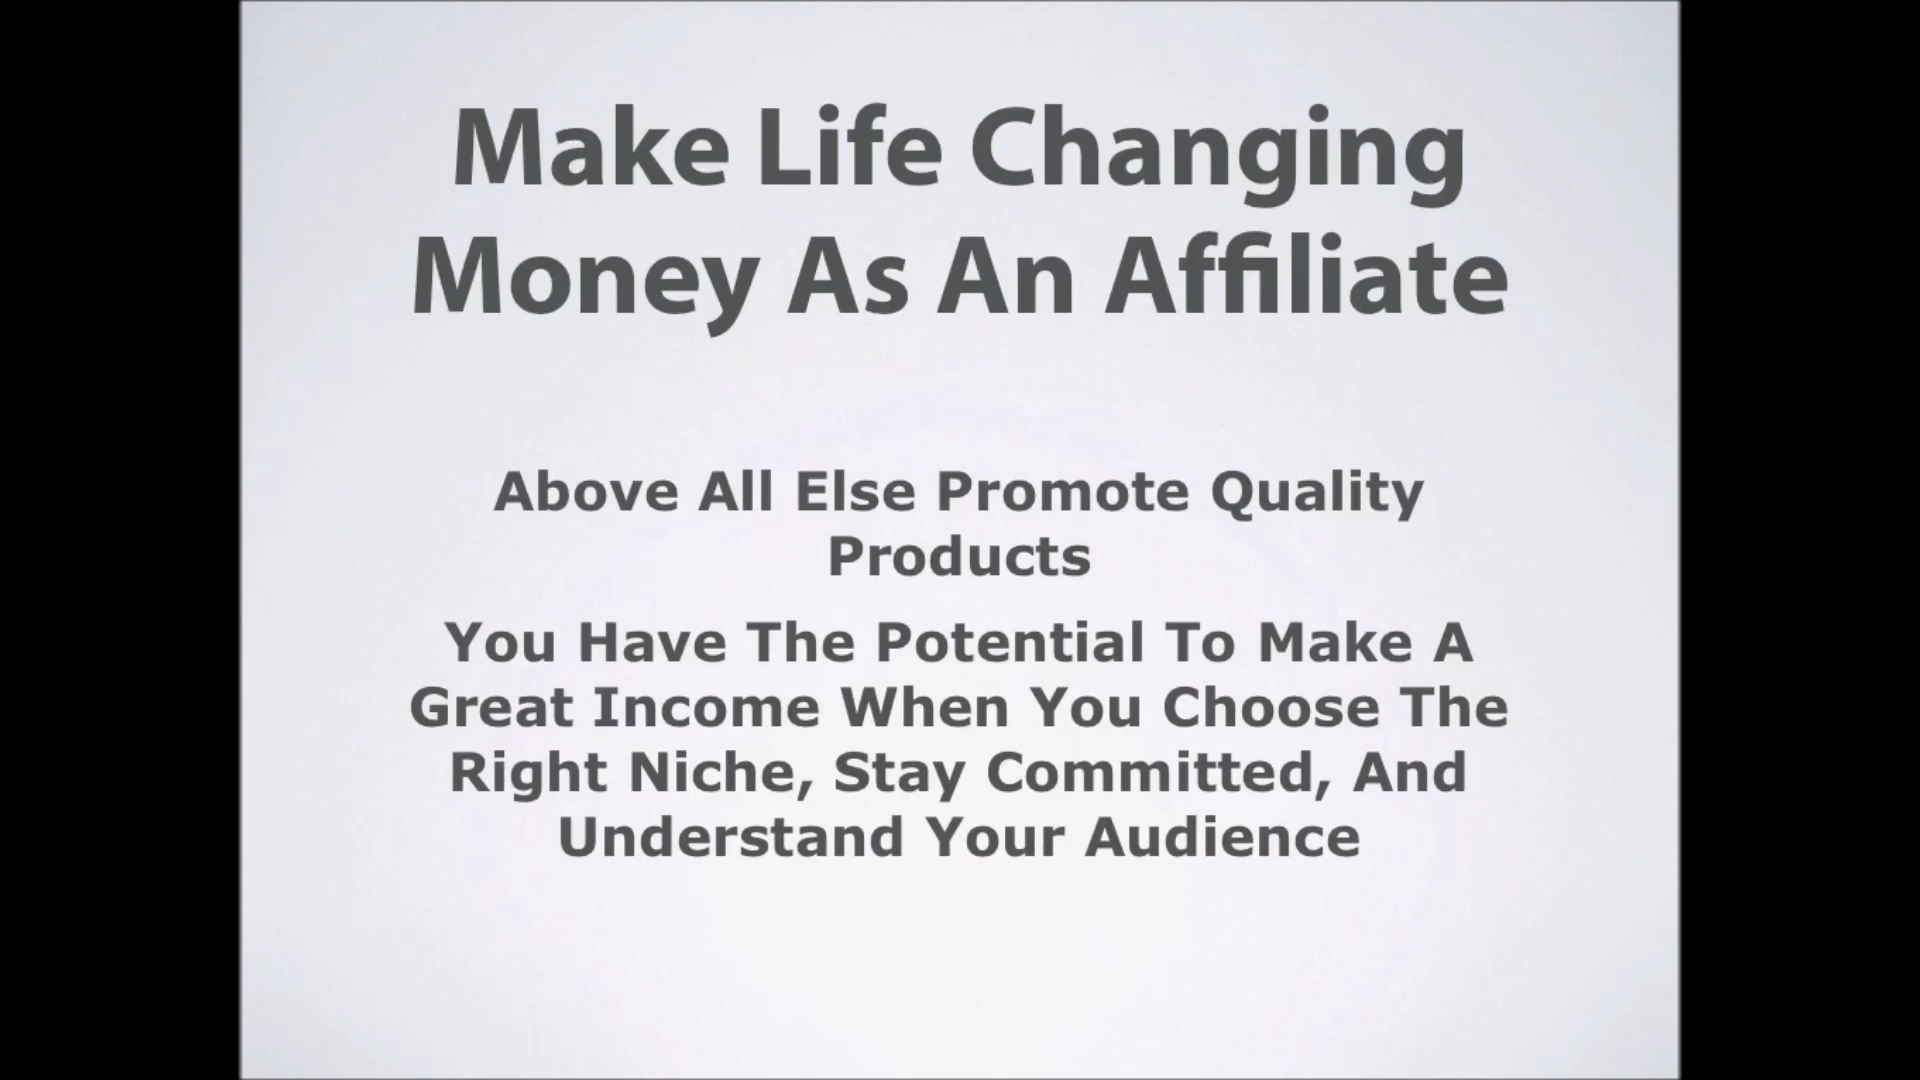 Make Life Changing
Money As An Affiliate
Above All Else Promote Quality
Products
You Have The Potential To Make A
Great Income When You Choose The
Right Niche, Stay Committed, And
Understand Your Audience